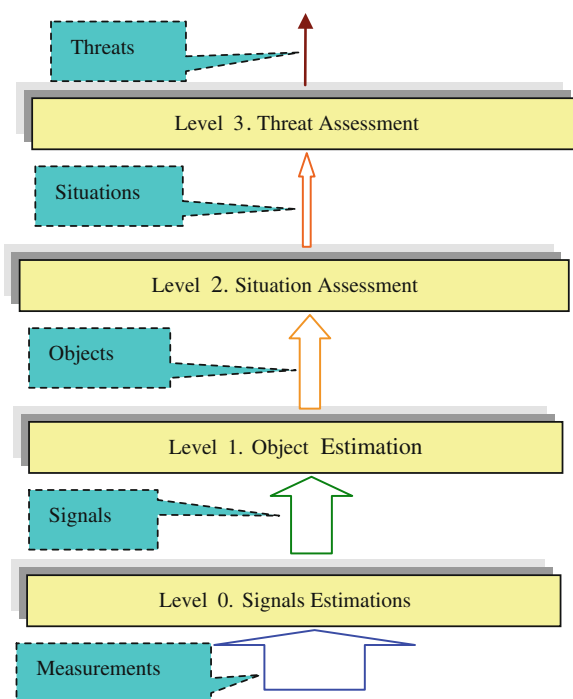 Threats
Level 3. Threat Assessment
Situations
Level 2. Situation Assessment
Objects
Level 1. Object Estimation
Signals
Level 0. Signals Estimations
Measurements